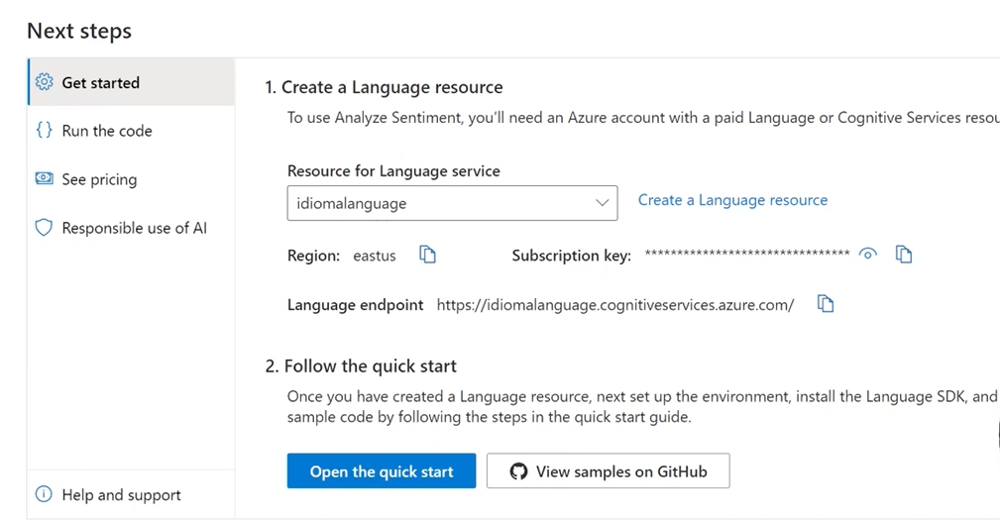 Next steps
Get started
Run the code
See pricing
Responsible use of AI
Help and support
1. Create a Language resource
To use Analyze Sentiment, you'll need an Azure account with a paid Language or Cognitive Services
Resource for Language service
idiomalanguage
Create a Language resource
Region: eastus
Subscription key: ********************************
Language endpoint https://idiomalanguage.cognitiveservices.azure.com/
2. Follow the quick start
Once you have created a Language resource, next set up the environment, install the Language SDK, and
sample code by following the steps in the quick start guide.
Open the quick start
View samples on GitHub